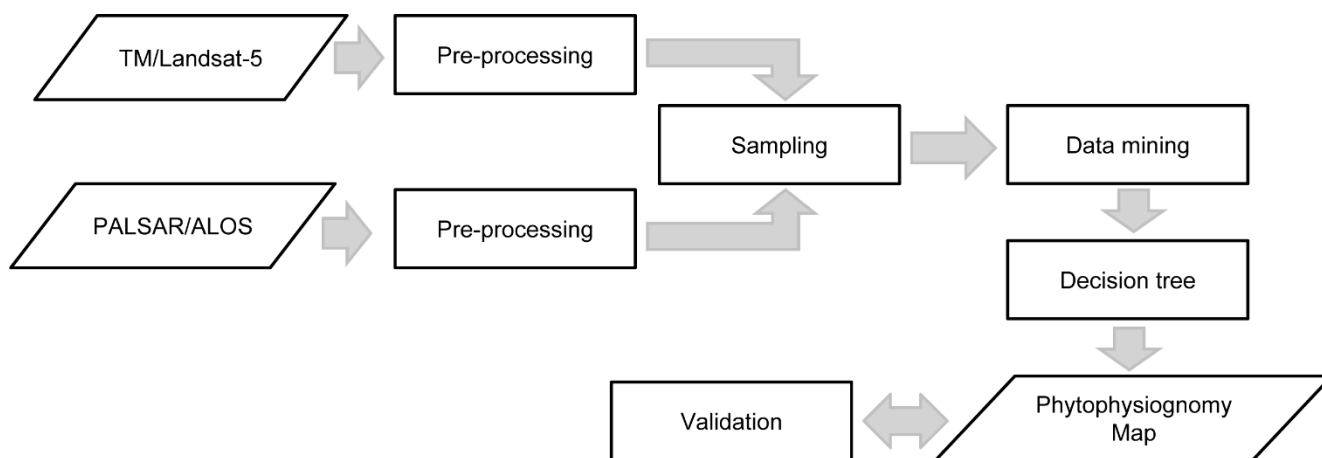 TM/Landsat-5
Pre-processing
Sampling
Data mining
PALSAR/ALOS
Pre-processing
Decision tree
Validation
Phytophysiognomy
Map